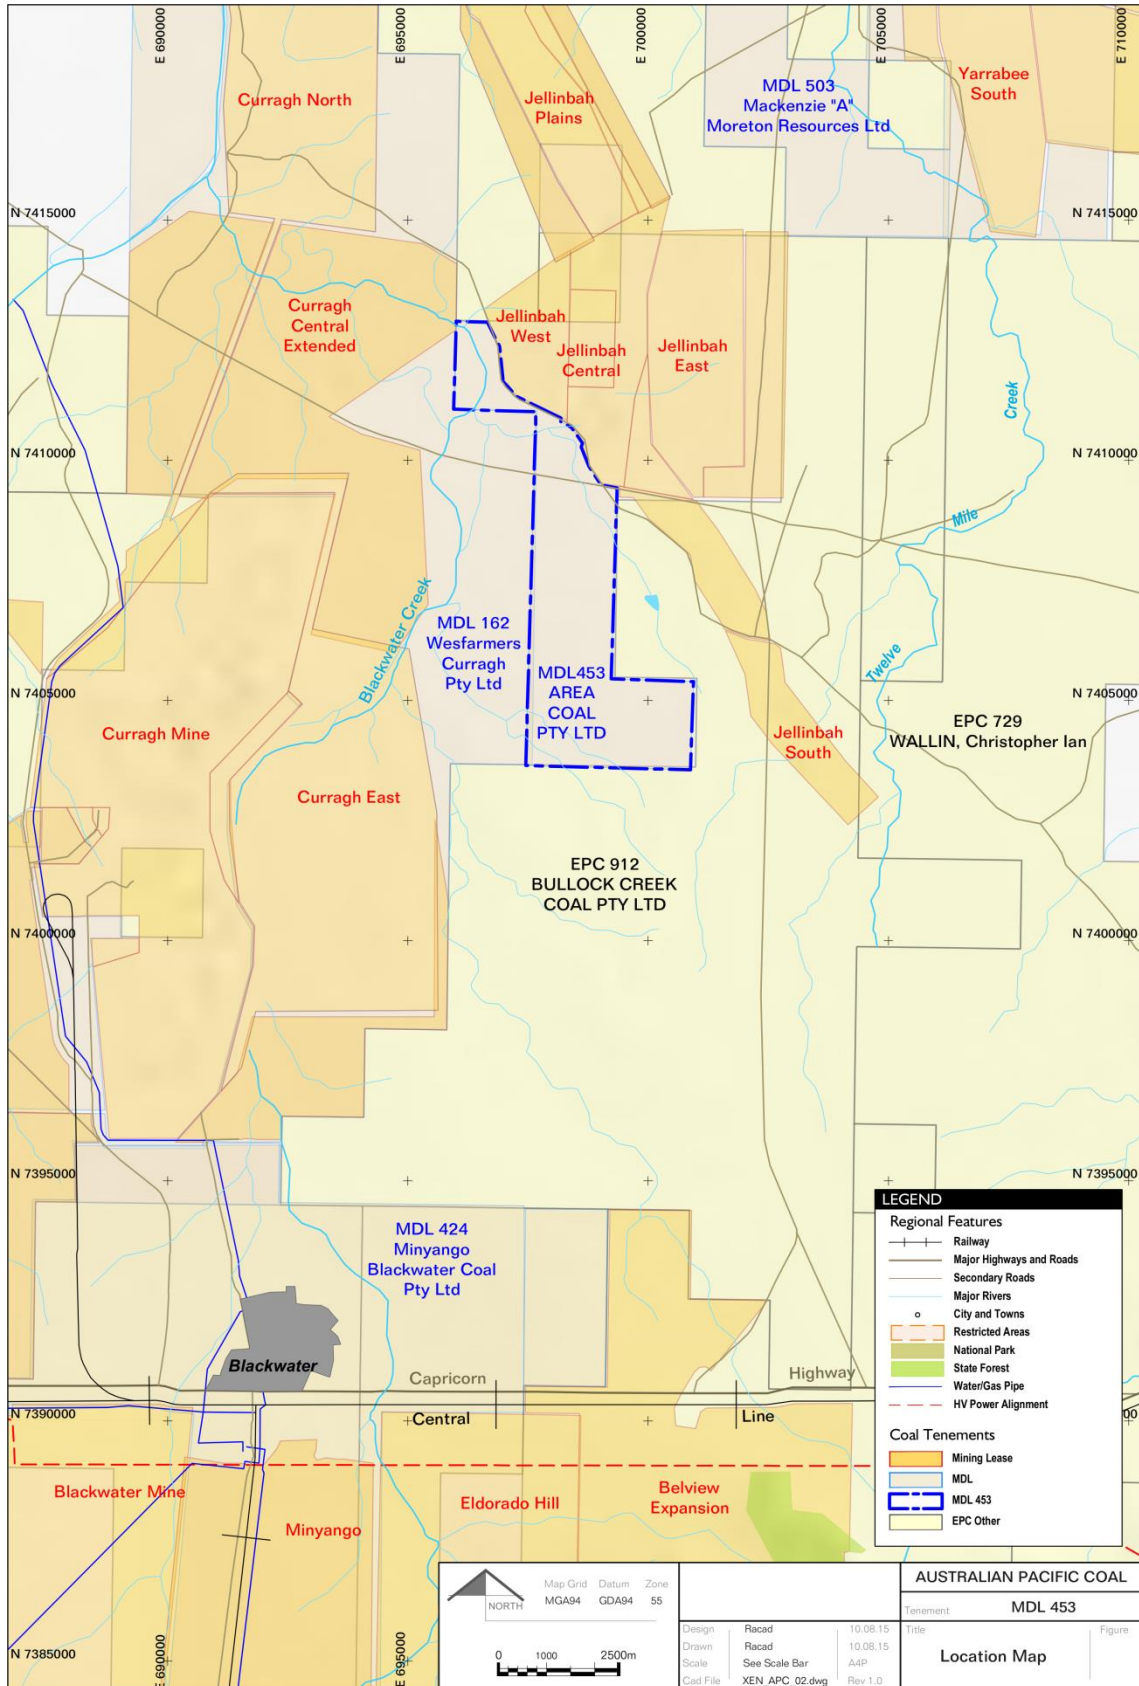 E 690000
E 695000
E 700000
E 705000
E 710000
Curragh North
Jellinbah
Plains
MDL 503
Mackenzie "A"
Moreton Resources Ltd
Yarrabee
South
N 7415000
N 7415000
Curragh
Central
Extended
Jellinbah
West
Jellinbah
Central
Jellinbah
East
Creek
N 7410000
N 7410000
Mile
Blackwater Creek
MDL 162
Wesfarmers
Curragh
Pty Ltd
MDL453
AREA
COAL
PTY LTD
Twelve
N 7405000
N 7405000
Curragh Mine
Jellinbah
South
EPC 729
WALLIN, Christopher Ian
Curragh East
EPC 912
BULLOCK CREEK
COAL PTY LTD
N 7400000
N 7400000
N 7395000
N 7395000
MDL 424
Minyango
Blackwater Coal
Pty Ltd
Blackwater
Capricorn
Highway
N 7390000
Central
Line
00
Blackwater Mine
Minyango
Eldorado Hill
Belview
Expansion
N 7385000
E 690000
E 695000
LEGEND
Regional Features
Railway
Major Highways and Roads
Secondary Roads
Major Rivers
City and Towns
Restricted Areas
National Park
State Forest
Water/Gas Pipe
HV Power Alignment
Coal Tenements
Mining Lease
MDL
MDL 453
EPC Other
NORTH
Map Grid Datum Zone
MGA94 GDA94 55
0 1000 2500m
Design Racad 10.08.15
Drawn Racad 10.08.15
Scale See Scale Bar A4P
Cad File XEN_APC_02.dwg Rev 1.0
AUSTRALIAN PACIFIC COAL
Tenement MDL 453
Title Figure
Location Map